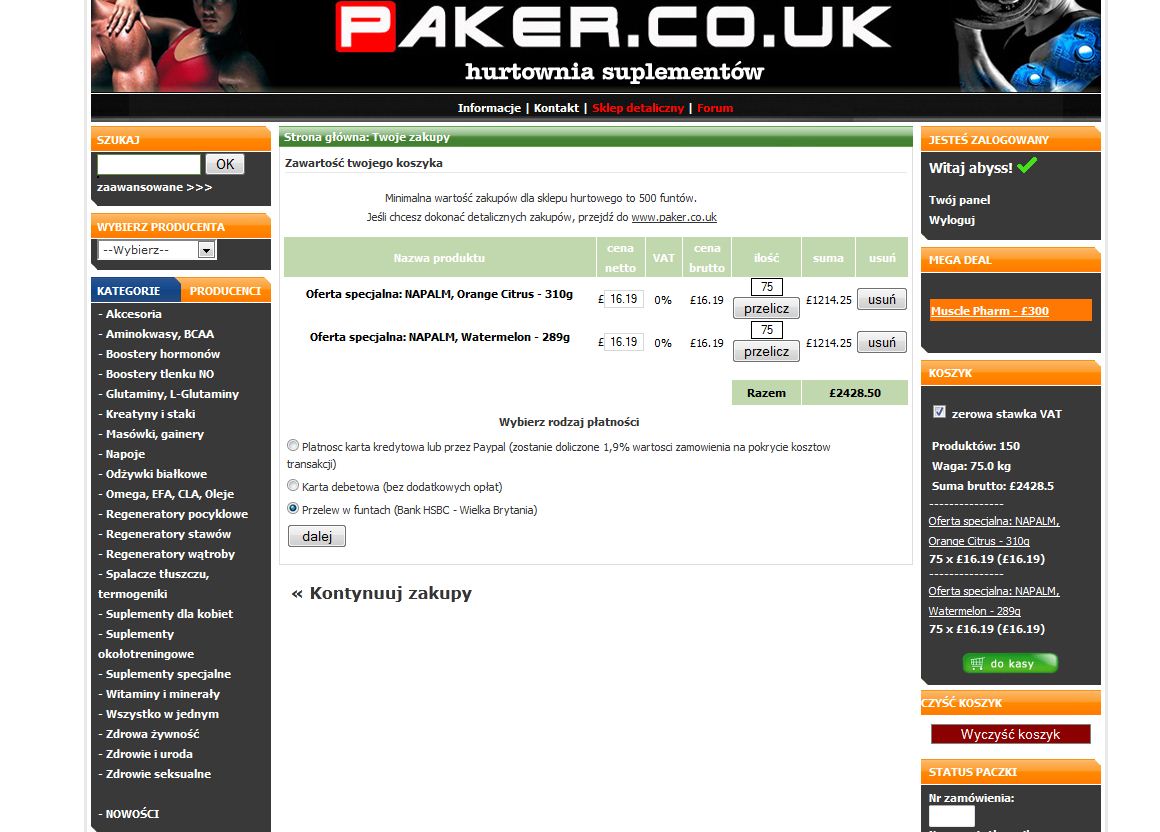 PAKER.CO.UK
hurtownia suplementów
Informacje | Kontakt | Sklep detaliczny | Forum
SZUKAJ
OK
zaawansowane >>>
WYBIERZ PRODUCENTA
--Wybierz--
KATEGORIE PRODUCENCI
- Akcesoria
- Aminokwasy, BCAA
- Boostery hormonów
- Boostery tlenku NO
- Glutaminy, L-Glutaminy
- Kreatyny i staki
- Masówki, gainery
- Napoje
- Odżywki białkowe
- Omega, EFA, CLA, Oleje
- Regeneratory pocyklowe
- Regeneratory stawów
- Regeneratory wątroby
- Spalacze tłuszczu,
termogeniki
- Suplementy dla kobiet
- Suplementy
okołotreningowe
- Suplementy specjalne
- Witaminy i minerały
- Wszystko w jednym
- Zdrowa żywność
- Zdrowie i uroda
- Zdrowie seksualne
- NOWOŚCI
Strona główna: Twoje zakupy
Zawartość twojego koszyka
Minimalna wartość zakupów dla sklepu hurtowego to 500 funtów.
Jeśli chcesz dokonać detalicznych zakupów, przejdź do www.paker.co.uk
Nazwa produktu cena netto VAT cena brutto ilość suma usuń
Oferta specjalna: NAPALM, Orange Citrus - 310g £ 16.19 0% £16.19 75 przelicz £1214.25 usuń
Oferta specjalna: NAPALM, Watermelon - 289g £ 16.19 0% £16.19 75 przelicz £1214.25 usuń
Razem £2428.50
Wybierz rodzaj płatności
Platnosc karta kredytowa lub przez Paypal (zostanie doliczone 1,9% wartosci zamowienia na pokrycie kosztow
transakcji)
Karta debetowa (bez dodatkowych opłat)
Przelew w funtach (Bank HSBC - Wielka Brytania)
dalej
« Kontynuuj zakupy
JESTEŚ ZALOGOWANY
Witaj abyss!
Twój panel
Wyloguj
MEGA DEAL
Muscle Pharm - £300
KOSZYK
zerowa stawka VAT
Produktów: 150
Waga: 75.0 kg
Suma brutto: £2428.5
---------------
Oferta specjalna: NAPALM,
Orange Citrus - 310g
75 x £16.19 (£16.19)
---------------
Oferta specjalna: NAPALM,
Watermelon - 289g
75 x £16.19 (£16.19)
do kasy
CZYŚĆ KOSZYK
Wyczyść koszyk
STATUS PACZKI
Nr zamówienia: